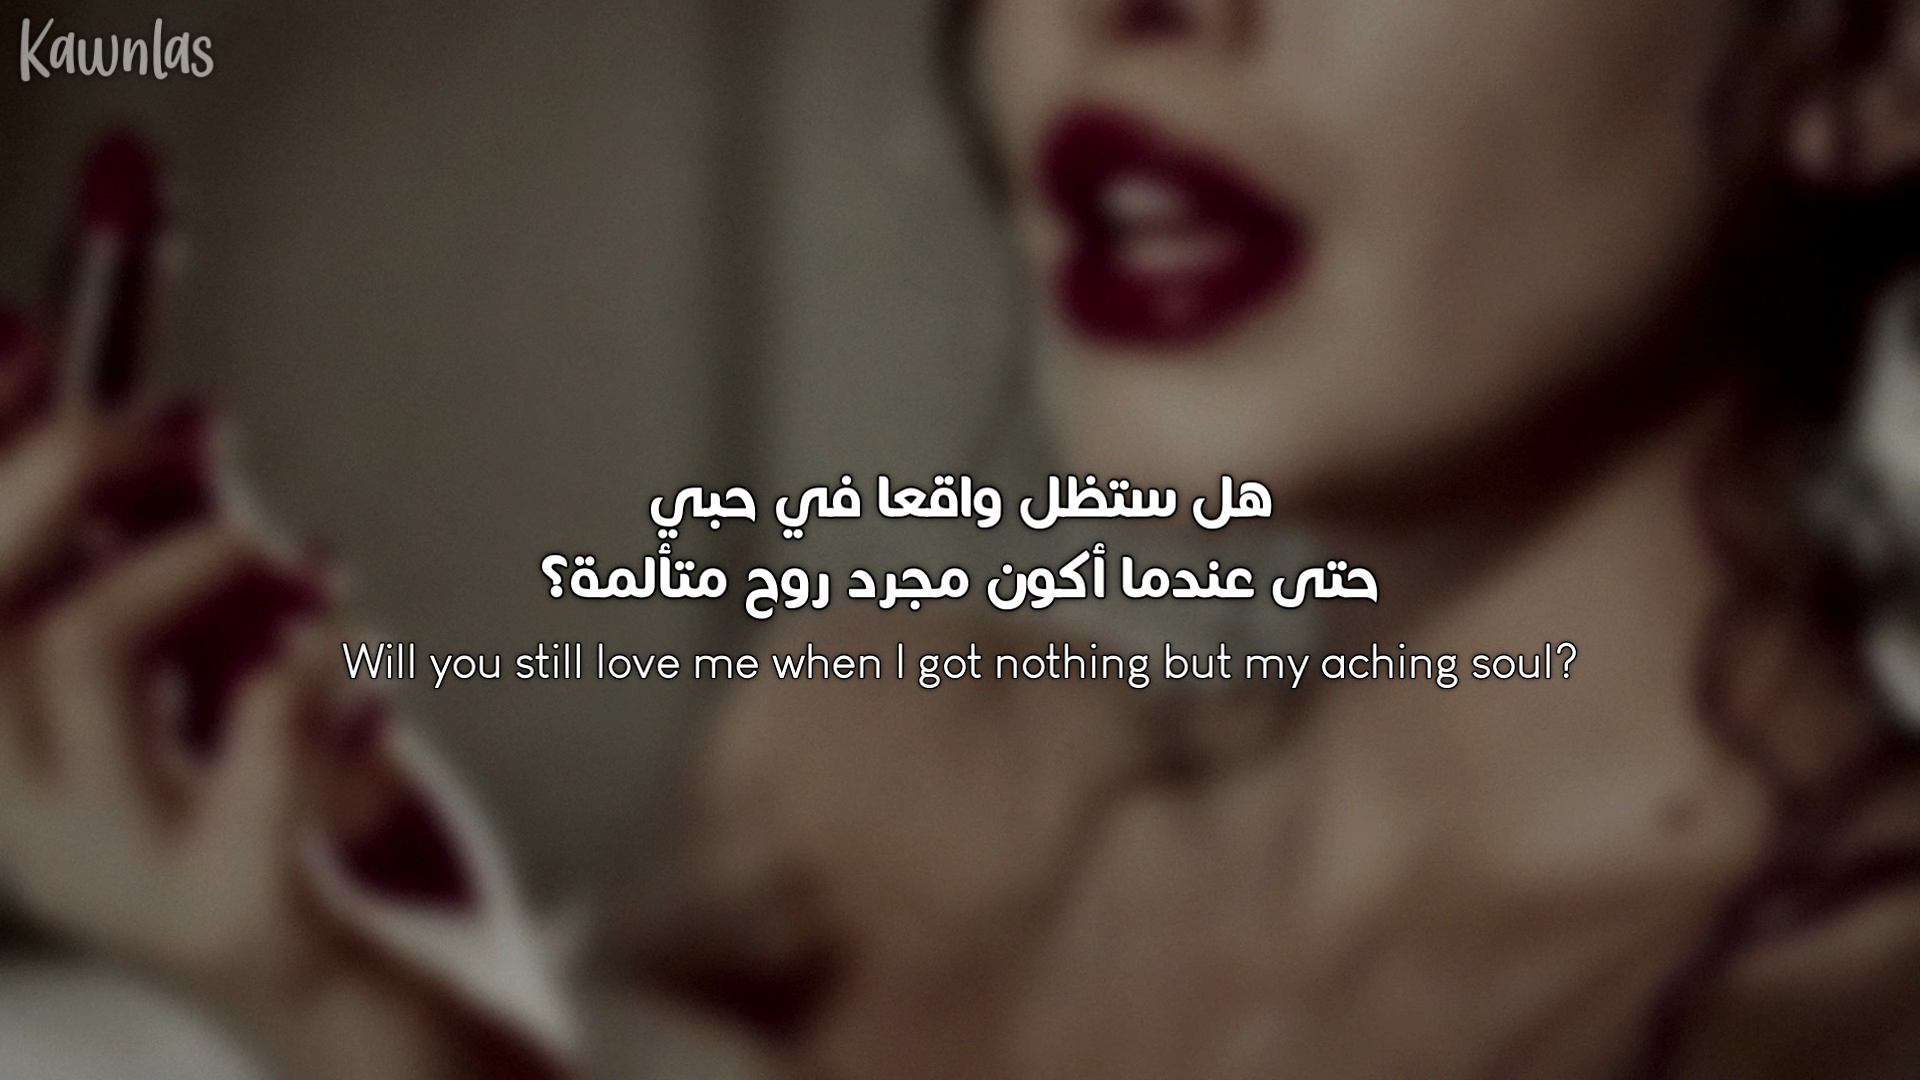 Kawnlas
هل ستظل واقعا في حبي
حتى عندما أكون مجرد روح متألمة؟
Will you still love me when I got nothing but my aching soul?